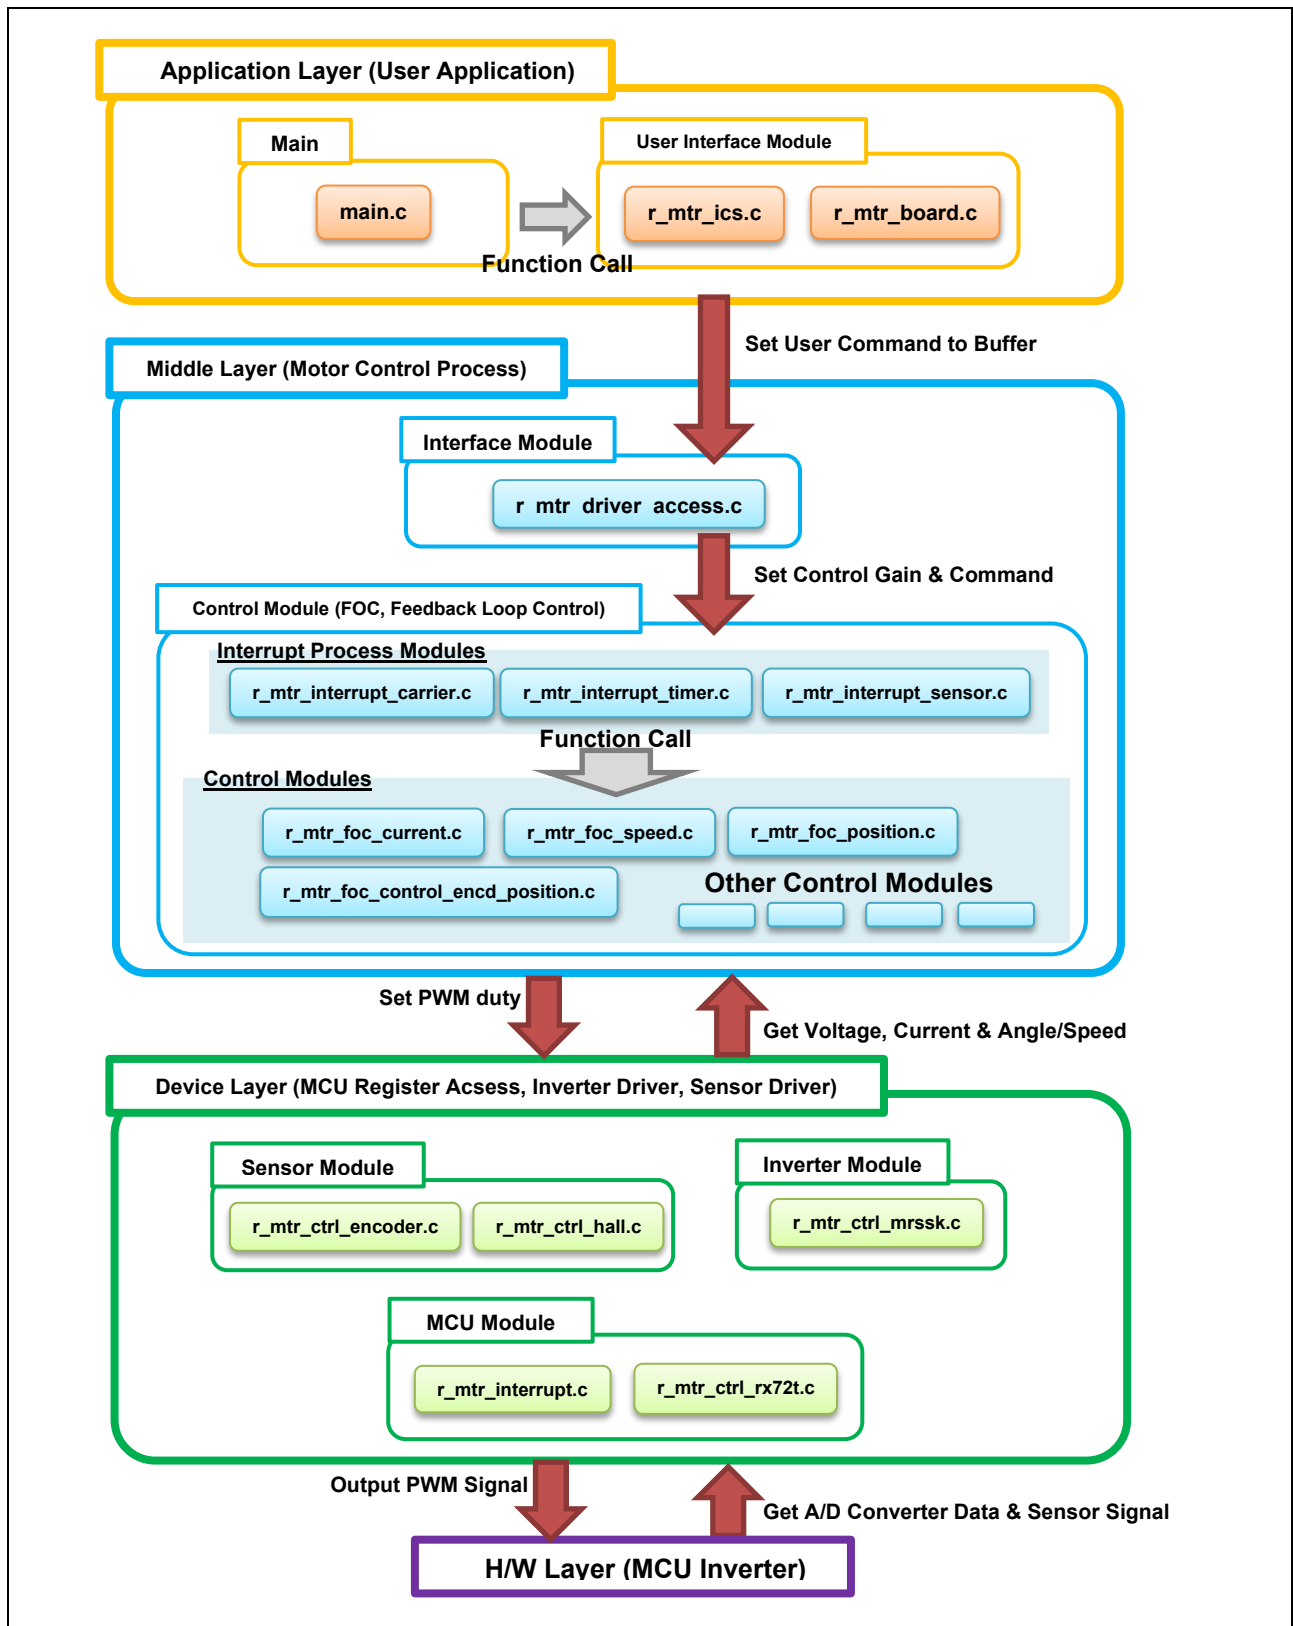 Application Layer (User Application)
Main
User Interface Module
main.c
r_mtr_ics.c
r_mtr_board.c
Function Call
Set User Command to Buffer
Middle Layer (Motor Control Process)
Interface Module
r_mtr_driver_access.c
Set Control Gain & Command
Control Module (FOC, Feedback Loop Control)
Interrupt Process Modules
r_mtr_interrupt_carrier.c
r_mtr_interrupt_timer.c
r_mtr_interrupt_sensor.c
Function Call
Control Modules
r_mtr_foc_current.c
r_mtr_foc_speed.c
r_mtr_foc_position.c
r_mtr_foc_control_encd_position.c
Other Control Modules
Set PWM duty
Get Voltage, Current & Angle/Speed
Device Layer (MCU Register Acsess, Inverter Driver, Sensor Driver)
Sensor Module
Inverter Module
r_mtr_ctrl_encoder.c
r_mtr_ctrl_hall.c
r_mtr_ctrl_mrssk.c
MCU Module
r_mtr_interrupt.c
r_mtr_ctrl_rx72t.c
Output PWM Signal
Get A/D Converter Data & Sensor Signal
H/W Layer (MCU Inverter)